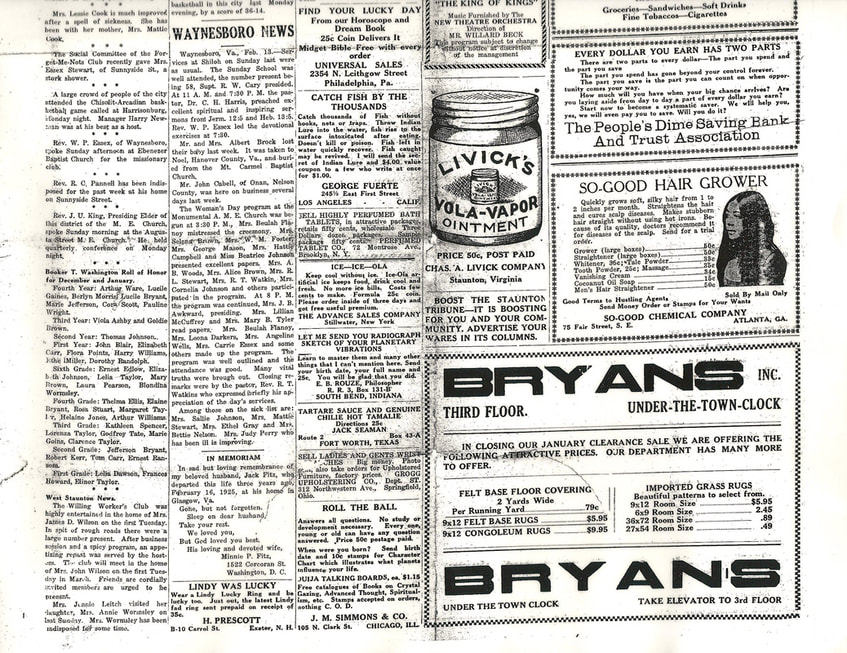 Mrs. Lessie Cook is much improved
after a spell of sickness. She has
been with her mother, Mrs. Mattie
Cook.
* * * *
The Social Committee of the For-
get-Me-Nots Club recently gave Mrs.
Essex Stewart, of Sunnyside St., a
shower.
* * * *
A large crowd of people of the city
attended the Chisolt-Arcadian bask-
etball game called at Harrisonburg,
Monday night. Manager Harry New-
man was at his best as a host.
* * * *
Rev. W. P. Essex, of Waynesboro,
spoke Sunday afternoon at Ebenezer
Baptist Church for the missionary
club.
* * * *
Rev. R. C. Pannell has been indis-
posed for the past week at his home
on Sunnyside Street.
* * * *
Rev. J. U. King, Presiding Elder of
this district of the M. E. Church,
spoke Sunday morning at the Augus-
ta Street M. E. Church. He held
quarterly conference on Monday
night.
* * * *
Booker T. Washington Roll of Honor
for December and January.
Fourth Year: Arthur Ware, Lucile
Gaines, Berlyn Morris, Lucile Bryant,
Marie Jefferson, Cora Scott, Pauline
Wright.
Third Year: Viola Ashby and Goldie
Brown.
Second Year: Thomas Johnson.
First Year: John Blair, Elizabeth
Carr, Flora Points, Harry Williams,
John Miller, Dorothy Randolph.
Sixth Grade: Ernest Edlow, Eliza-
beth Johnson, Lelia Taylor, Mary
Brown, Laura Pearson, Blondina
Wormsley.
Fourth Grade: Thelma Ellis, Elaine
Bryant, Rosa Stuart, Margaret Tay-
lor, Helaine Jones, Arthur Williams.
Third Grade: Kathleen Spencer,
Lorenza Taylor, Godfrey Tate, Marie
Goins, Clarence Taylor.
Second Grade: Jefferson Bryant,
Robert Kerr, Tom Carr, Ernest Ran-
som.
First Grade: Lelia Dawson, Frances
Howard, Elinor Taylor.
* * * *
West Staunton News.
The Willing Worker's Club was
highly entertained in the home of Mrs.
James D. Wilson on the first Tuesday.
In spit of rough roads there were a
large number present. After business
session and a spicy program, an appe-
tizing repast was served by the host-
ess. The club will meet in the home
of Mrs. John Wilson on the first Tues-
day in March. Friends are cordially
invited members are urged to be
present.
Mrs. Jennie Leitch visited her
daughter, Mrs. Annie Wormsley on
last Sunday. Mrs. Wormsley has been
indisposed for some time.
basketball in this city last Monday
evening, by a score of 36-14.
WAYNESBORO NEWS
Waynesboro, Va., Feb. 13.—Ser-
vices at Shiloh on Sunday last were
as usual. The Sunday School was
well attended, the number present be-
ing 58, Supt. R. W. Cary presided.
At 11 A. M. and 7:30 P. M. the pas-
tor, Dr. C. H. Harris, preached ex-
cellent spiritual and inspiring ser-
mons from Jerm. 12:5 and Heb. 13:5.
Rev. W. P. Essex led the devotional
exercises at 7:30.
Mr. and Mrs. Albert Brock lost
their baby last week. It was taken to
Noel, Hanover County, Va., and buri-
ed from the Mt. Carmel Baptist
Church.
Mr. John Cabell, of Onan, Nelson
County, was here on business several
days last week.
The Woman's Day program at the
Monumental A. M. E. Church was be-
gun at 3:30 P. M., Mrs. Beulah Fla-
noy mistressed the ceremony. Mrs.
Selena Brown, Mrs. W. M. Foster,
Mrs. George Mason, Mrs. Hattie
Campbell and Miss Beatrice Johnson
presented excellent papers. Mrs. A.
B. Woods, Mrs. Alice Brown, Mrs. R.
L. Stewart, Mrs. R. T. Watkins, Mrs.
Cornelia Johnson and others partici-
pated in the program. At 8 P. M.
the program was continued, Mrs. J. B.
Awkward, presiding. Mrs. Lillian
McCuffrey and Mrs. Mary B. Tyler
read papers. Mrs. Beulah Flanoy,
Mrs. Leona Darkers, Mrs. Angeline
Wells, Mrs. Carrie Essex and some
others made up the program. The
program was well outlined and the
attendance was good. Many vital
truths were brough out. Closing re-
marks were by the pastor, Rev. R. T.
Watkins who expressed briefly his ap-
preciation of the day's services.
Among these on the sick list are:
Mrs. Sallie Johnson, Mrs. Mattie
Stewart, Mrs. Ethel Gray and Mrs.
Bettie Nelson. Mrs. Judy Perry who
has been ill is improving.
IN MEMORIAM
In sad but loving remembrance of
my beloved husband, Jack Fitz, who
departed this life three years ago,
February 16, 1925, at his home in
Glasgow, Va.
Gone, but not forgotten.
Sleep on dear husband,
Take your rest.
We loved you,
But God loved you best.
His loving and devoted wife,
Minnie P. Fitz,
1522 Corcoran St.
Washington, D. C.
LINDY WAS LUCKY
Wear a Lindy Lucky Ring and be
lucky too. Just out, the latest Lindy
fad ring sent prepaid on receipt of
35c.
H. PRESCOTT
B-10 Carrol St. Exeter, N. H.
FIND YOUR LUCKY DAY
From our Horoscope and
Dream Book
25c Coin Delivers It
Midget Bible Free with every
order
UNIVERSAL SALES
2354 N. Leithgow Street
Philadelphia, Pa.
CATCH FISH BY THE
THOUSANDS
Catch thousands of Fish without
hooks, nets or traps. Throw Indian
Lure into the water, fish rise up the
surface intoxicated after eating.
Doesn't kill or poison. Fish left in
water quickly recover. Fish caught
may be revived. I will send the sec-
ret of Indian Lure and $4.00 value
coupon to a few who write at once
for $1.00.
GEORGE FUERTE
245½ East First Street
LOS ANGELES - CALIF.
SELL HIGHLY PERFUMED BATH
TABLETS, in attractive packages,
retails fifty cents, wholesale Three
Dollars dozen packages. Sample
package fifty cents. PERFUMED
TABLET CO., 72 Montrose Ave.,
Brooklyn, N. Y.
ICE—ICE—OLA
Keep cool without ice. Ice-Ola ar-
tificial ice keeps food, drink cool and
fresh. No more ice bills. Costs few
cents to make. Formula 25c coin.
Please order inside of three days and
get free useful premium.
THE ADVANCE SALES COMPANY
Stillwater, New York
LET ME SEND YOU RADIOGRAPH
SKETCH OF YOUR PLANETARY
VIBRATIONS
Learn to master them and many other
things that I can't mention here. Send
your birth date, your full name and
25c. You will be glad that you did.
E. B. ROUZE, Philosopher
R. R. 3, Box 131-B
SOUTH BEND, INDIANA
TARTARE SAUCE AND GENUINE
CHILIE HOT TAMALIE
Directions 25c
JACK SEAMAN
Route 2 Box 43-A
FORT WORTH, TEXAS
SELL LADIES AND GENTS WRIST
Big money. Photo
also take orders for Upholstered
Furniture, factory prices. GROGG
UPHOLSTERING CO., Dept. ST.
312 Northwestern Ave., Springfield,
Ohio.
ROLL THE BALL
Answers all questions. No study or
development necessary. Every one,
young or old can have any question
answered. Price 50c postage paid.
When were you born? Send birth
date and 10c stamps for Character
Chart which illustrates what planets
influence your life.
JUIJA TALKING BOARDS, ea. $1.15
Free catalogues of Books on Crystal
Gazing, Advanced Thought, Spiritual-
ism, etc. Stamps accepted on orders,
nothing C. O. D.
J. M. SIMMONS & CO.
105 N. Clark St. CHICAGO, ILL.
"THE KING OF KINGS"
Music Furnished by The
NEW THEATRE ORCHESTRA
Direction of
MR. WILLARD BECK
This program subject to change
without notice at discretion
of the management
LIVICK'S
VOLA-VAPOR
OINTMENT
PRICE 50c, POST PAID
CHAS. A. LIVICK COMPANY
Staunton, Virginia
BOOST THE STAUNTON
TRIBUNE—IT IS BOOSTING
FOR YOU AND YOUR COM-
MUNITY. ADVERTISE YOUR
WARES IN ITS COLUMNS.
Groceries—Sandwiches—Soft Drinks
Fine Tobaccos—Cigarettes
EVERY DOLLAR YOU EARN HAS TWO PARTS
There are two parts to every dollar—The part you spend and
the part you save
The part you spend has gone beyond your control forever.
The part you save is the part you can count on when oppor-
tunity comes your way.
How much will you have when your big chance arrives? Are
you laying aside from day to day a part of every dollar you earn?
Start now to become a systematic saver. We will help you,
yes, we will even pay you to save. Will you do it?
The People's Dime Saving Bank
And Trust Association
SO-GOOD HAIR GROWER
Quickly grows soft, silky hair from 1 to
2 inches per month. Straightens the hair
and cures scalp diseases. Makes stubborn
hair straight without using hot irons. Be-
cause of its quality, doctors recommend it
for diseases of the scalp. Send for a trial
order.
Grower (large boxes) 50c
Straightener (large boxes)
Whitener, 36c; Talc Powder
Tooth Powder, 25c; Massage
Vanishing Cream
Cocoanut Oil Soap
Men's Hair Straightener
Sold By Mail Only
Good Terms to Hustling Agents
Send Money Order or Stamps for Your Wants
SO-GOOD CHEMICAL COMPANY
75 Fair Street, S. E. ATLANTA, GA.
BRYANS INC.
THIRD FLOOR. UNDER-THE-TOWN-CLOCK
IN CLOSING OUR JANUARY CLEARANCE SALE WE ARE OFFERING THE
FOLLOWING ATTRACTIVE PRICES. OUR DEPARTMENT HAS MANY MORE
TO OFFER.
FELT BASE FLOOR COVERING
2 Yards Wide
Per Running Yard 79c
9x12 FELT BASE RUGS $5.95
9x12 CONGOLEUM RUGS $9.95
IMPORTED GRASS RUGS
Beautiful patterns to select from.
9x12 Room Size $5.95
6x9 Room Size 2.45
36x72 Room Size .89
27x54 Room Size .49
BRYANS
UNDER THE TOWN CLOCK TAKE ELEVATOR TO 3rd FLOOR